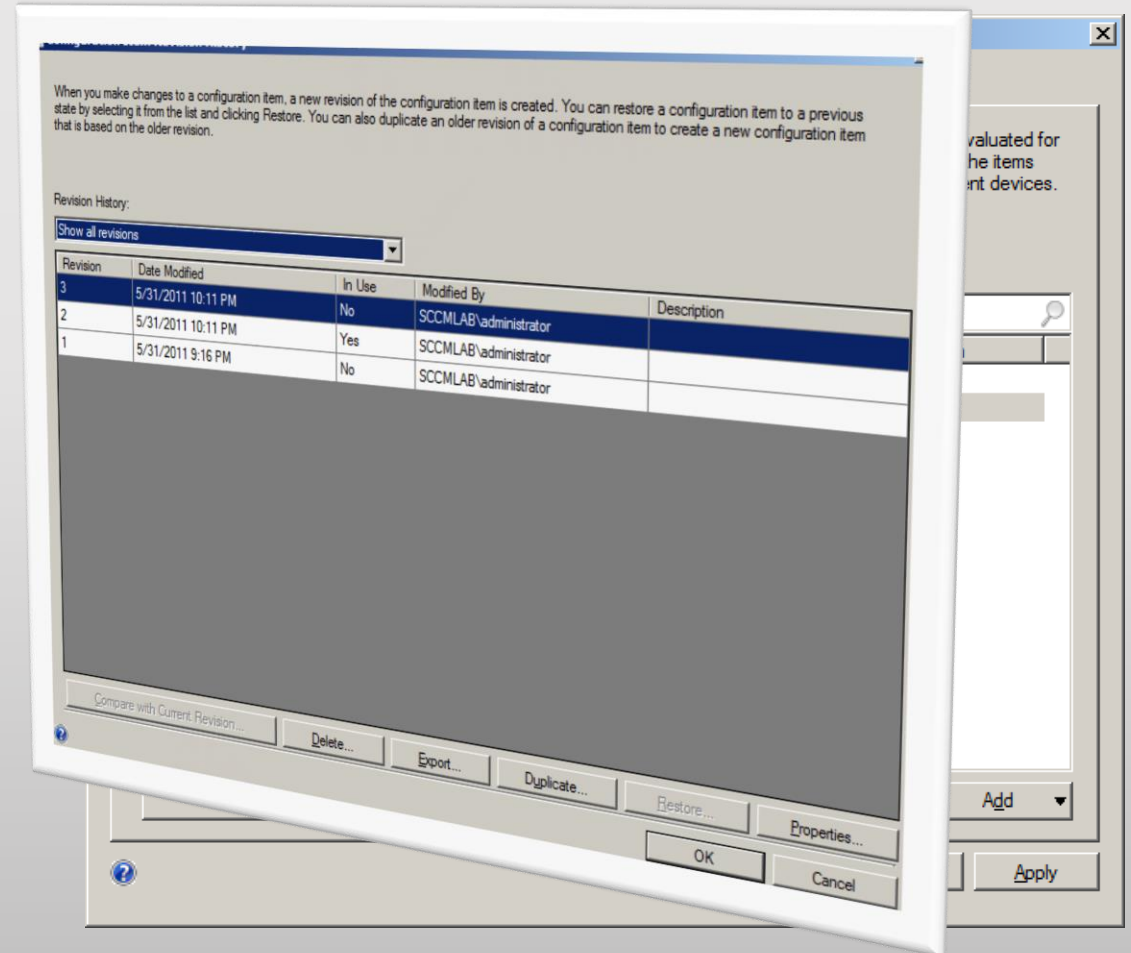 When you make changes to a configuration item, a new revision of the configuration item is created. You can restore a configuration item to a previous
state by selecting it from the list and clicking Restore. You can also duplicate an older revision of a configuration item to create a new configuration item
that is based on the older revision.
Revision History:
Show all revisions
Revision Date Modified In Use Modified By Description
3 5/31/2011 10:11 PM No SCCMLAB\administrator
2 5/31/2011 10:11 PM Yes SCCMLAB\administrator
1 5/31/2011 9:16 PM No SCCMLAB\administrator
Compare with Current Revision...
Delete...
Export...
Duplicate...
Restore...
Properties...
OK
Cancel
valuated for
he items
ent devices.
Add
Apply